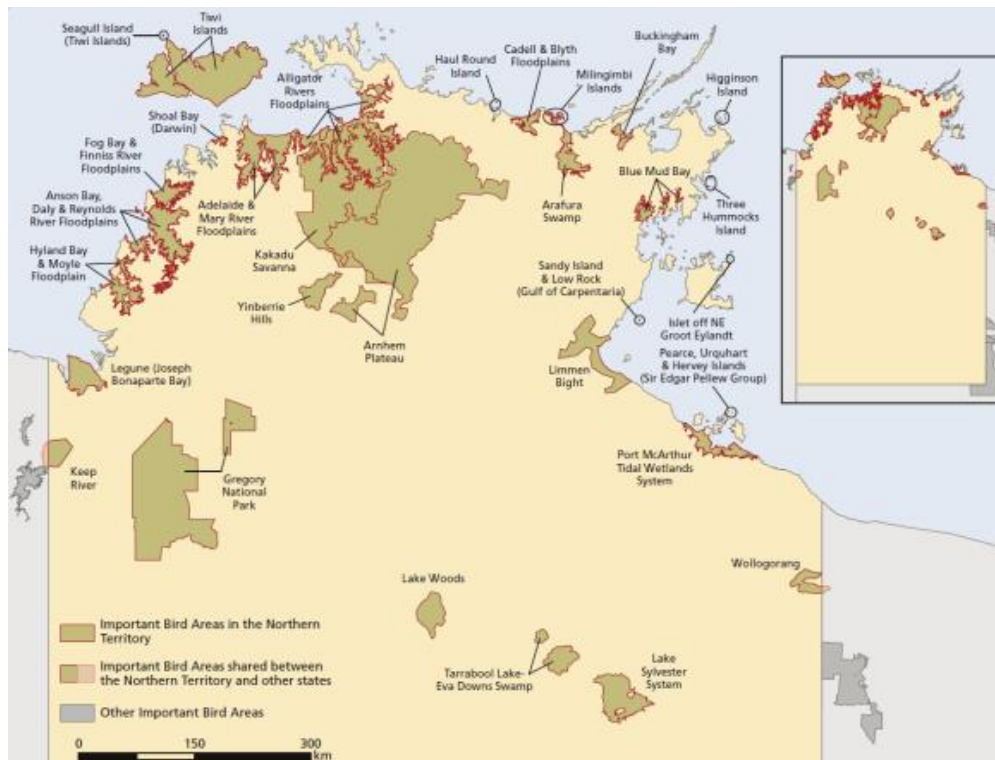 Seagull Island
(Tiwi Islands)
Tiwi
Islands
Alligator
Rivers
Floodplains
Haul Round
Island
Cadell & Blyth
Floodplains
Milingimbi
Islands
Buckingham
Bay
Higginson
Island
Shoal Bay
(Darwin)
Fog Bay &
Finniss River
Floodplains
Anson Bay,
Daly & Reynolds
River Floodplains
Hyland Bay
& Moyle
Floodplain
Adelaide &
Mary River
Floodplains
Kakadu
Savanna
Yinberrie
Hills
Arnhem
Plateau
Arafura
Swamp
Blue Mud Bay
Three
Hummocks
Island
Sandy Island
& Low Rock
(Gulf of Carpentaria)
Islet off NE
Groot Eylandt
Limmen
Bight
Pearce, Urquhart
& Hervey Islands
(Sir Edgar Pellew Group)
Legune (Joseph
Bonaparte Bay)
Keep
River
Gregory
National
Park
Port McArthur
Tidal Wetlands
System
Wollogorang
Lake Woods
Tarrabool Lake-
Eva Downs Swamp
Lake
Sylvester
System
Important Bird Areas in the Northern
Territory
Important Bird Areas shared between
the Northern Territory and other states
Other Important Bird Areas
0 150 300
km